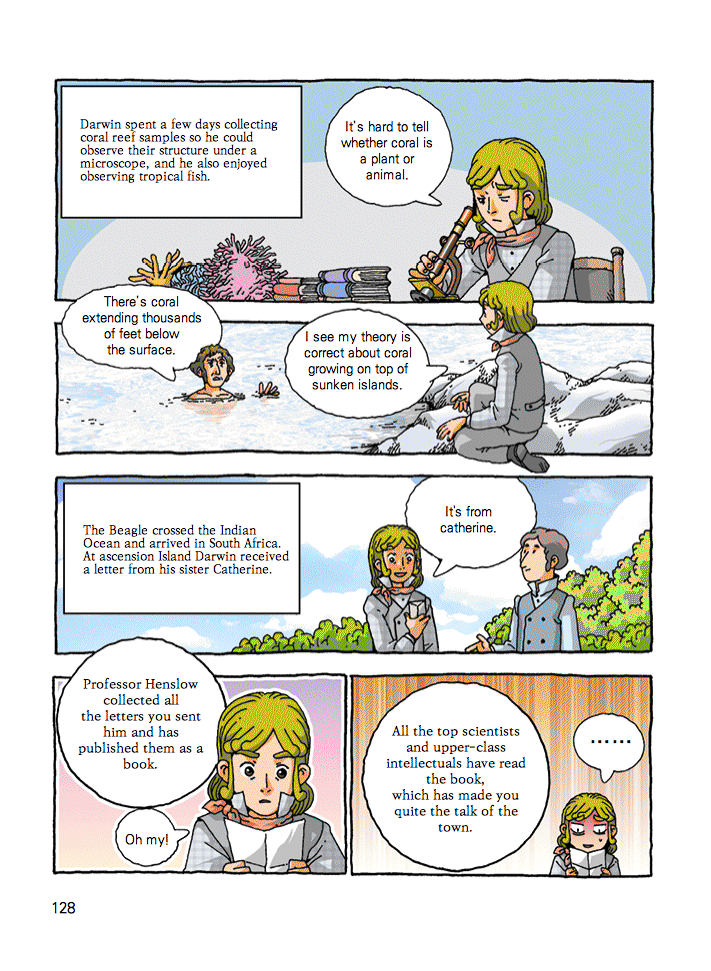 Darwin spent a few days collecting
coral reef samples so he could
observe their structure under a
microscope, and he also enjoyed
observing tropical fish.
It's hard to tell
whether coral is
a plant or
animal.
There's coral
extending thousands
of feet below
the surface.
I see my theory is
correct about coral
growing on top of
sunken islands.
The Beagle crossed the Indian
Ocean and arrived in South Africa.
At ascension Island Darwin received
a letter from his sister Catherine.
It's from
catherine.
Professor Henslow
collected all
the letters you sent
him and has
published them as a
book.
Oh my!
All the top scientists
and upper-class
intellectuals have read
the book,
which has made you
quite the talk of the
town.
……
128